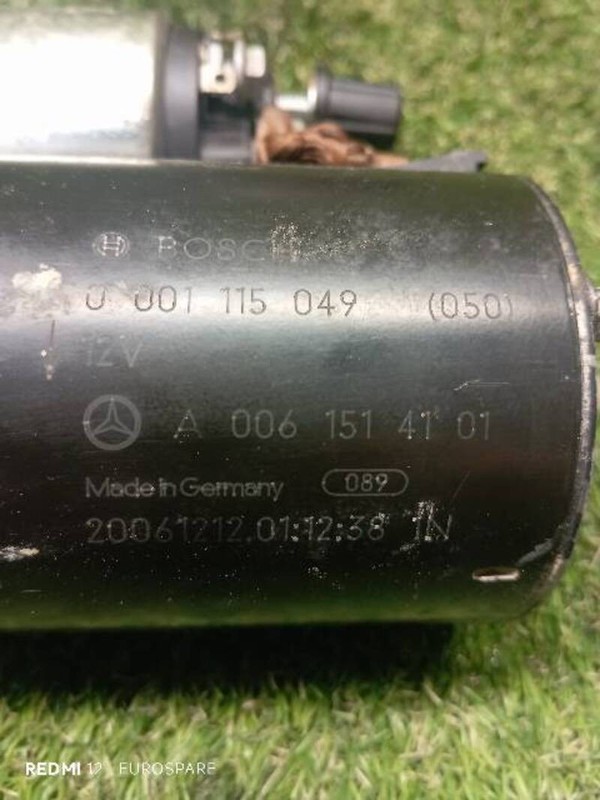 BOSCH
0 001 115 049 (050)
12V
A 006 151 41 01
Made in Germany 089
20061212.01:12:38 IN
REDMI 12 EUROSPARE